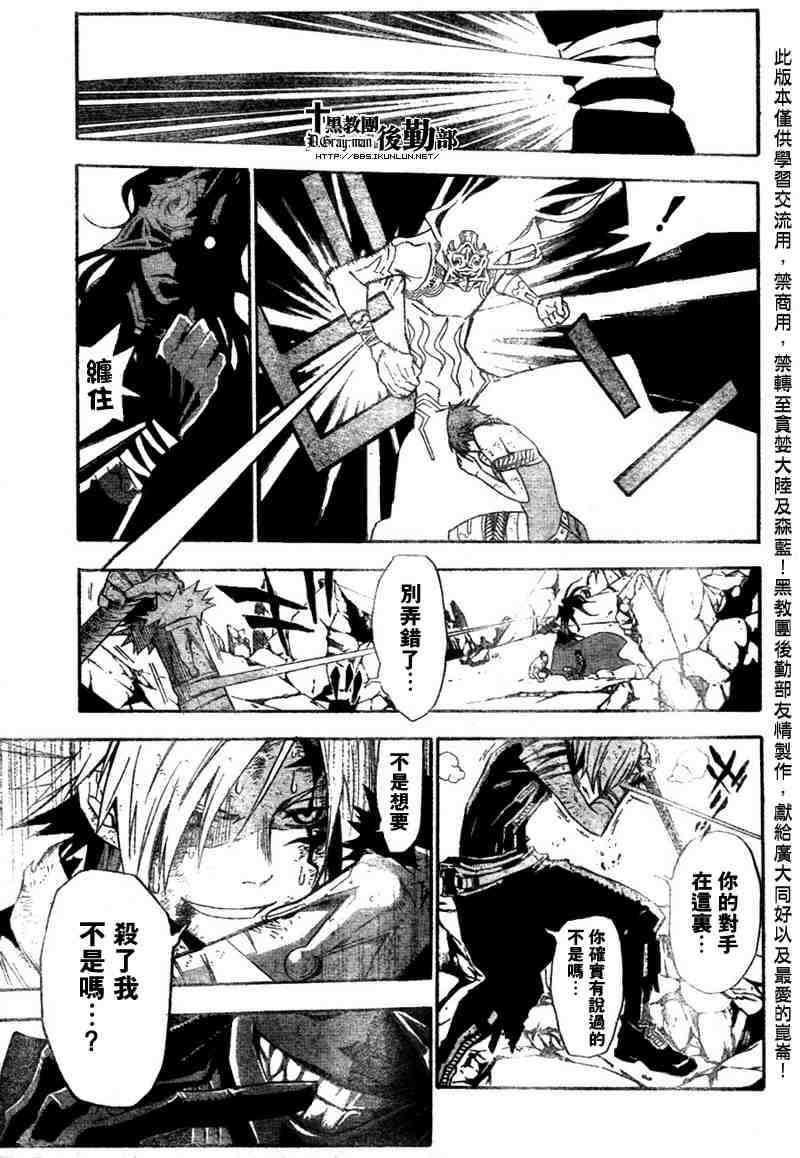 黑教團
D.Gray-man
後勤部
HTTP://BBS.IKUNLUN.NET/
！
纏住
別弄錯了…
你的對手
在這裏…
你確實有說過的
不是嗎…
不是想要
殺了我
不是嗎…？
此版本僅供學習交流用，禁商用，禁轉至貪婪大陸及森藍！黑教團後勤部友情製作，獻給廣大同好以及最愛的崑崙！